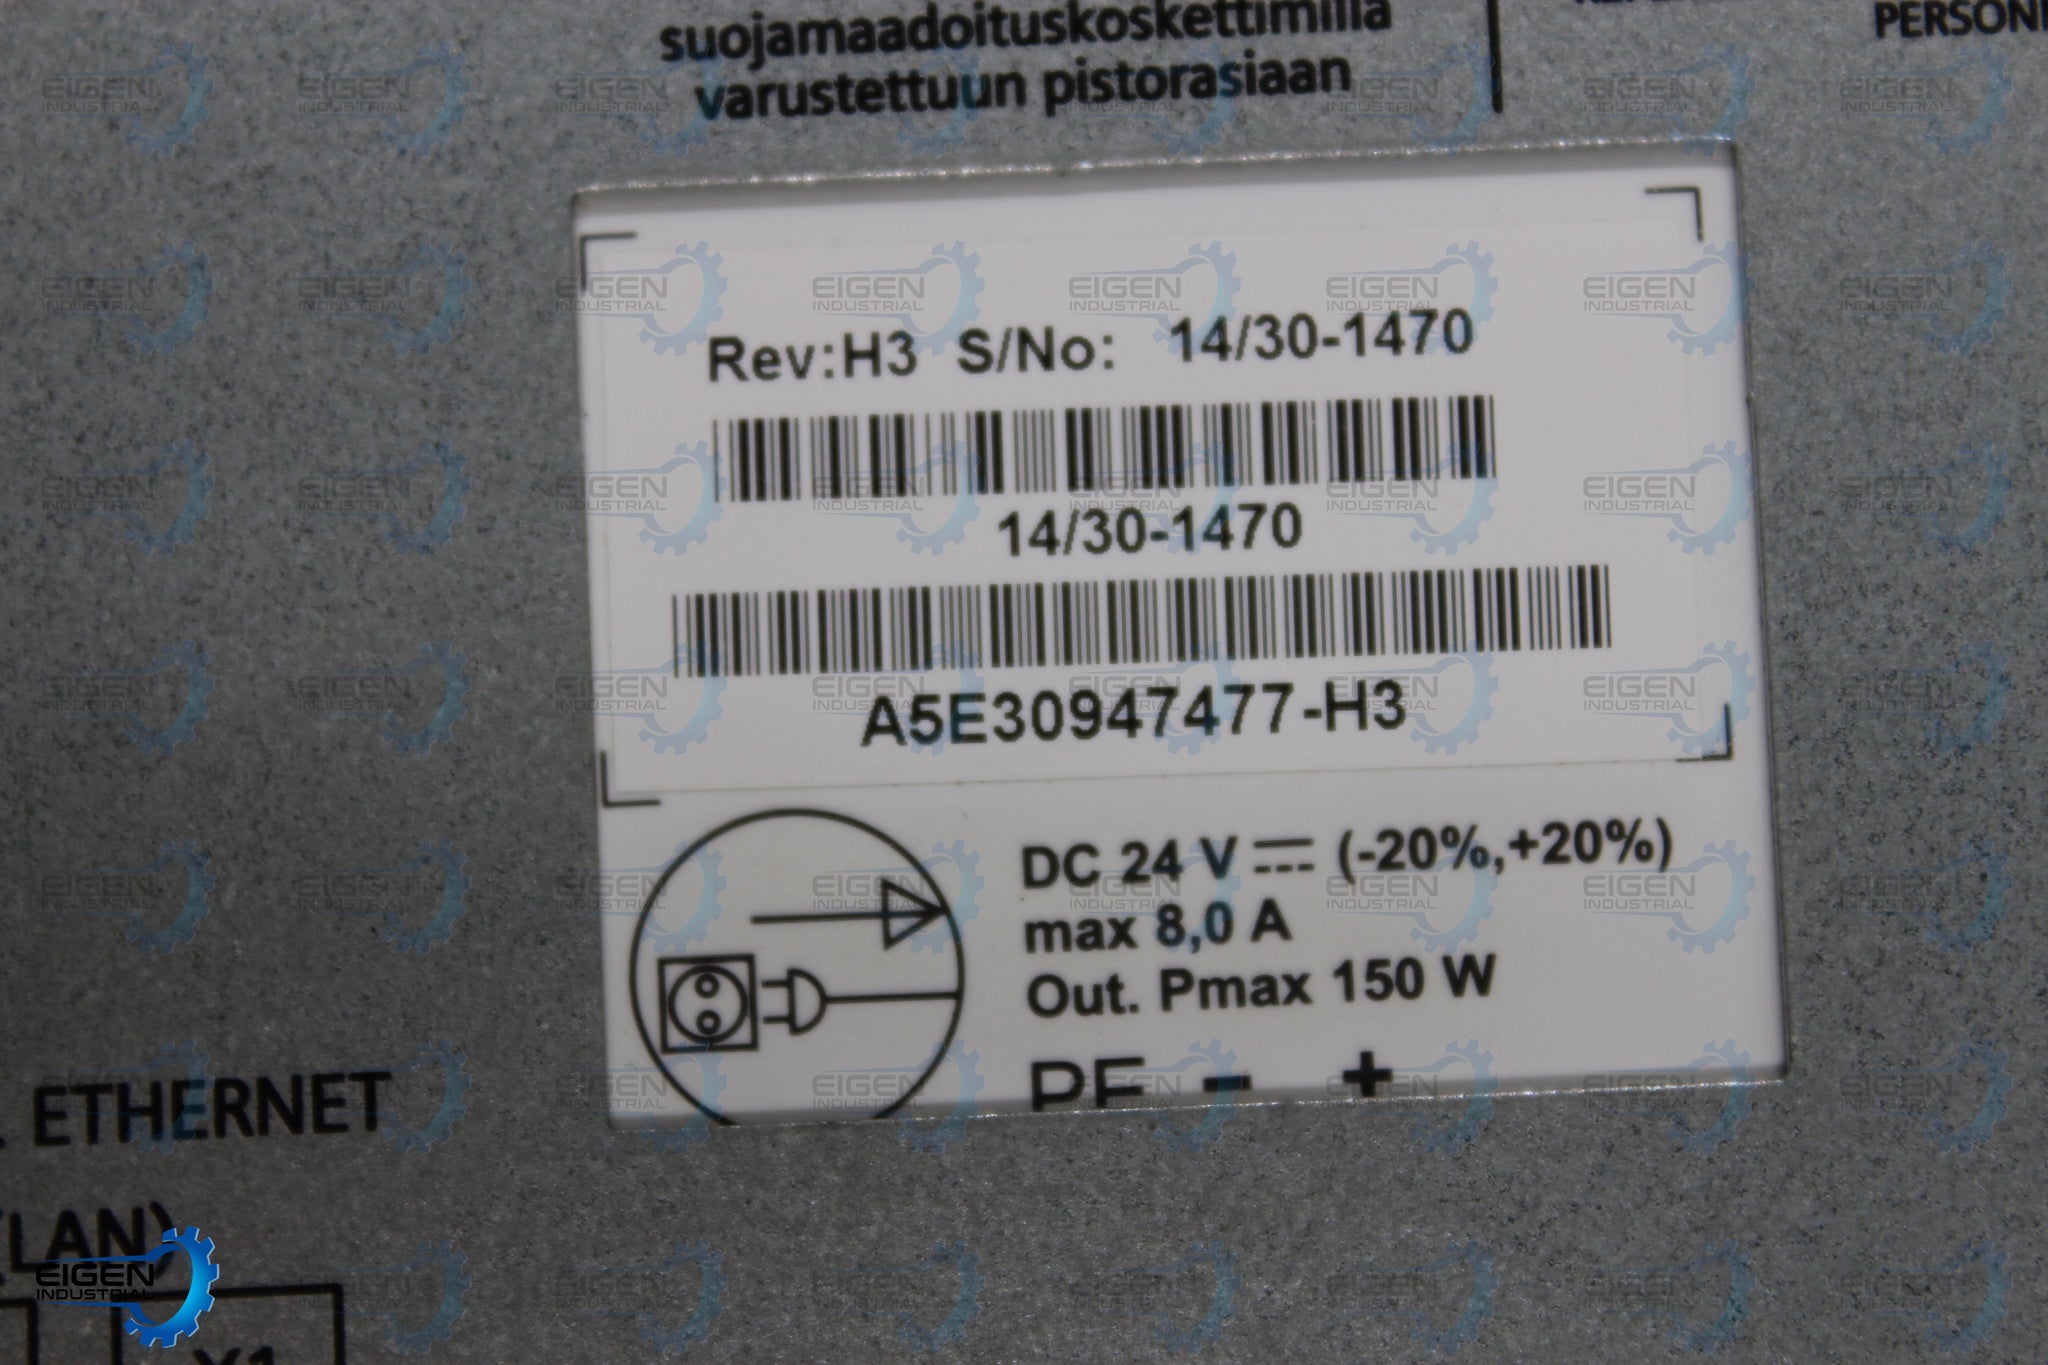 suojamaadoituskoskettimilla
varustettuun pistorasiaan
Rev:H3 S/No: 14/30-1470
14/30-1470
A5E30947477-H3
DC 24 V (-20%,+20%)
max 8,0 A
Out. Pmax 150 W
PE - +
ETHERNET
(LAN)
X1
EIGEN
INDUSTRIAL